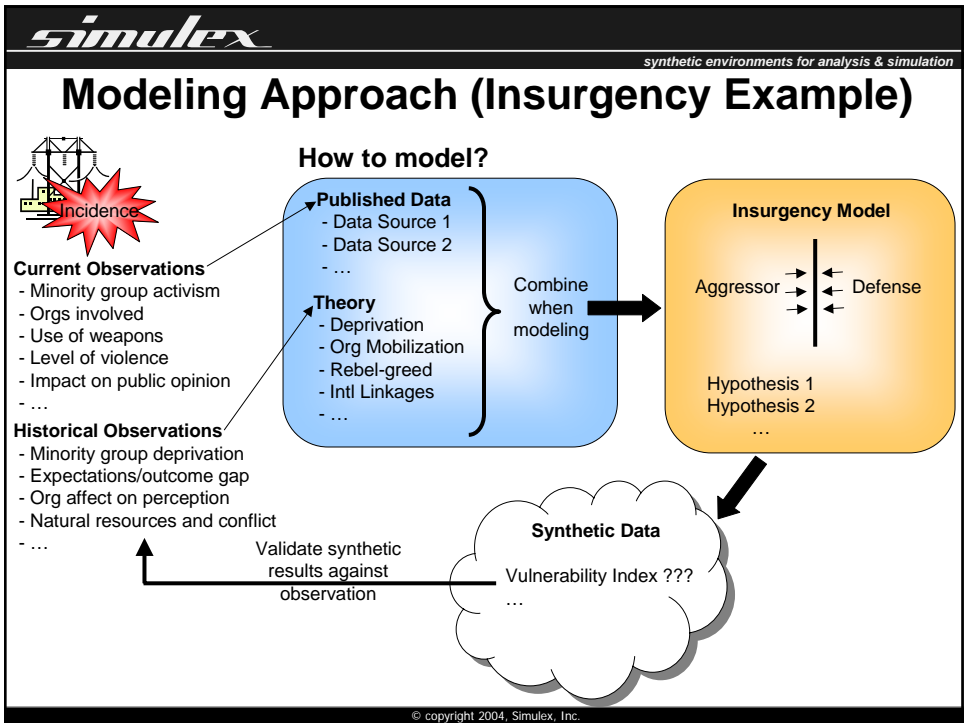 simulex
synthetic environments for analysis & simulation
Modeling Approach (Insurgency Example)
Incidence
Current Observations
- Minority group activism
- Orgs involved
- Use of weapons
- Level of violence
- Impact on public opinion
- …
Historical Observations
- Minority group deprivation
- Expectations/outcome gap
- Org affect on perception
- Natural resources and conflict
- …
How to model?
Published Data
- Data Source 1
- Data Source 2
- …
Theory
- Deprivation
- Org Mobilization
- Rebel-greed
- Intl Linkages
- …
Combine
when
modeling
Insurgency Model
Aggressor
Defense
Hypothesis 1
Hypothesis 2
…
Synthetic Data
Vulnerability Index ???
…
Validate synthetic
results against
observation
© copyright 2004, Simulex, Inc.